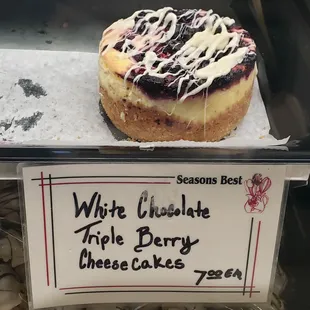 Seasons Best
White Chocolate
Triple Berry
Cheesecakes
7.00 EA